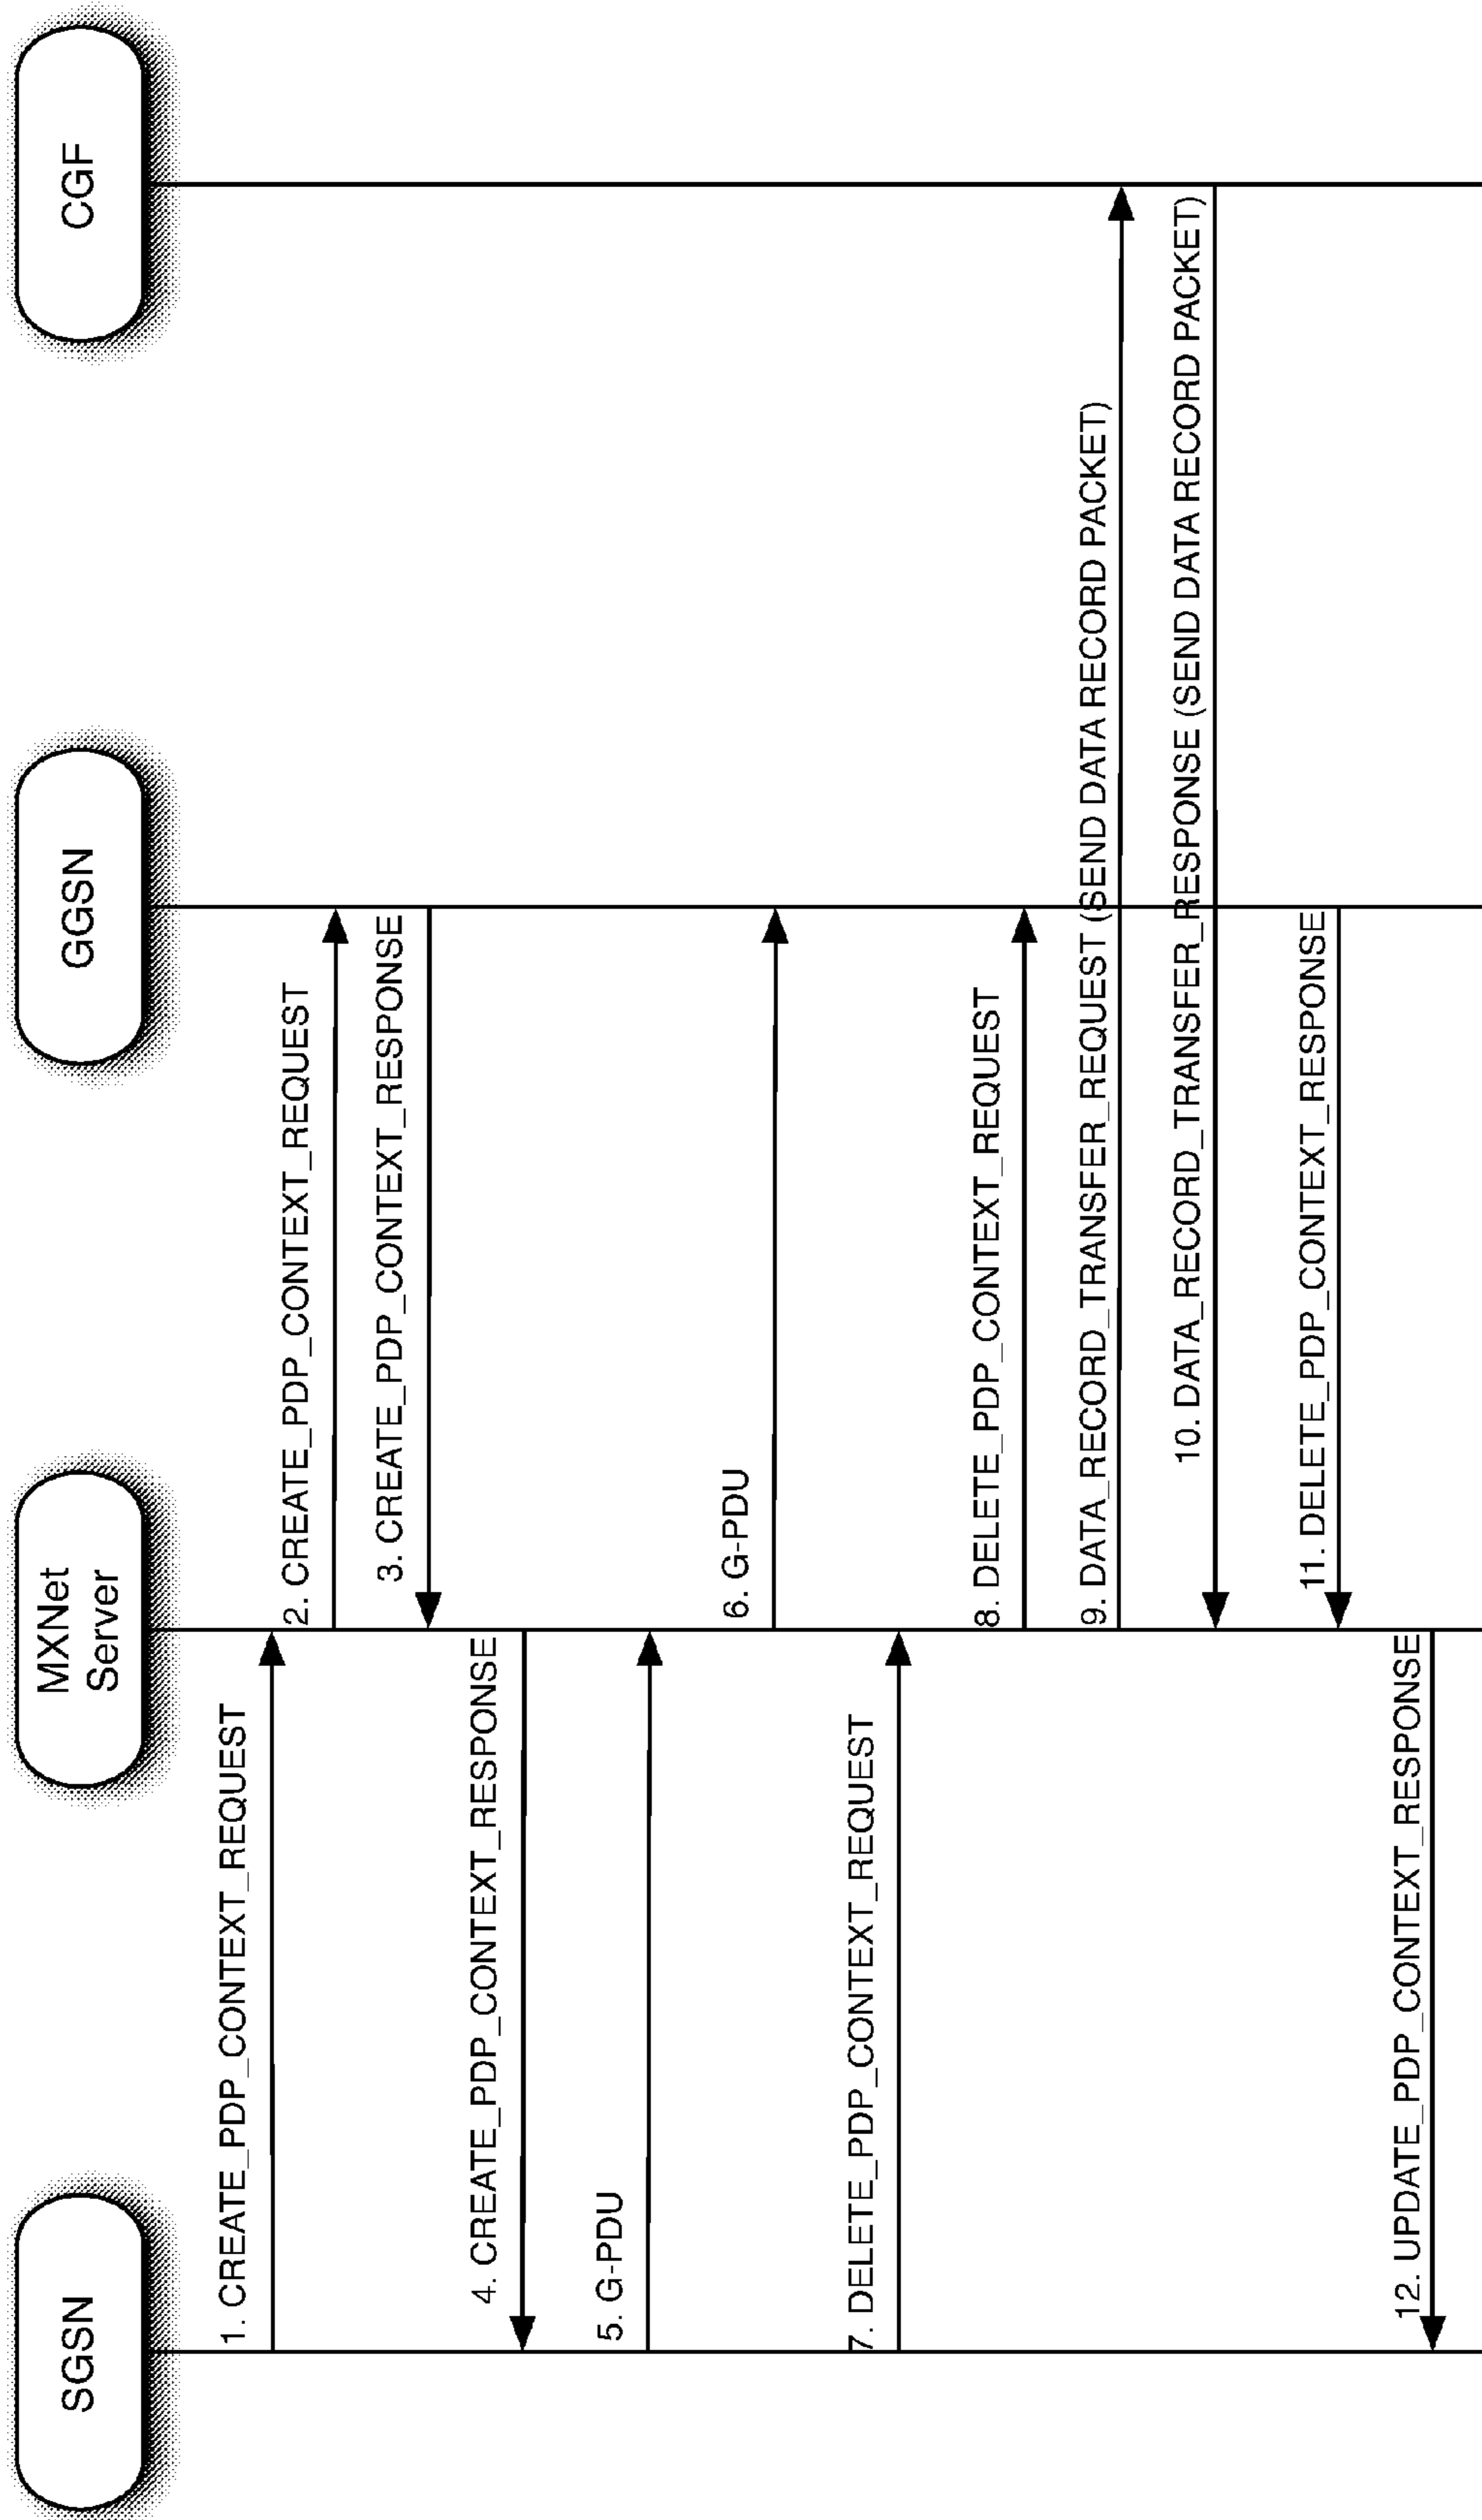 SGSN
MXNet
Server
GGSN
CGF
1. CREATE_PDP_CONTEXT_REQUEST
2. CREATE_PDP_CONTEXT_REQUEST
3. CREATE_PDP_CONTEXT_RESPONSE
4. CREATE_PDP_CONTEXT_RESPONSE
5. G-PDU
6. G-PDU
7. DELETE_PDP_CONTEXT_REQUEST
8. DELETE_PDP_CONTEXT_REQUEST
9. DATA_RECORD_TRANSFER_REQUEST (SEND DATA RECORD PACKET)
10. DATA_RECORD_TRANSFER_RESPONSE (SEND DATA RECORD PACKET)
11. DELETE_PDP_CONTEXT_RESPONSE
12. UPDATE_PDP_CONTEXT_RESPONSE